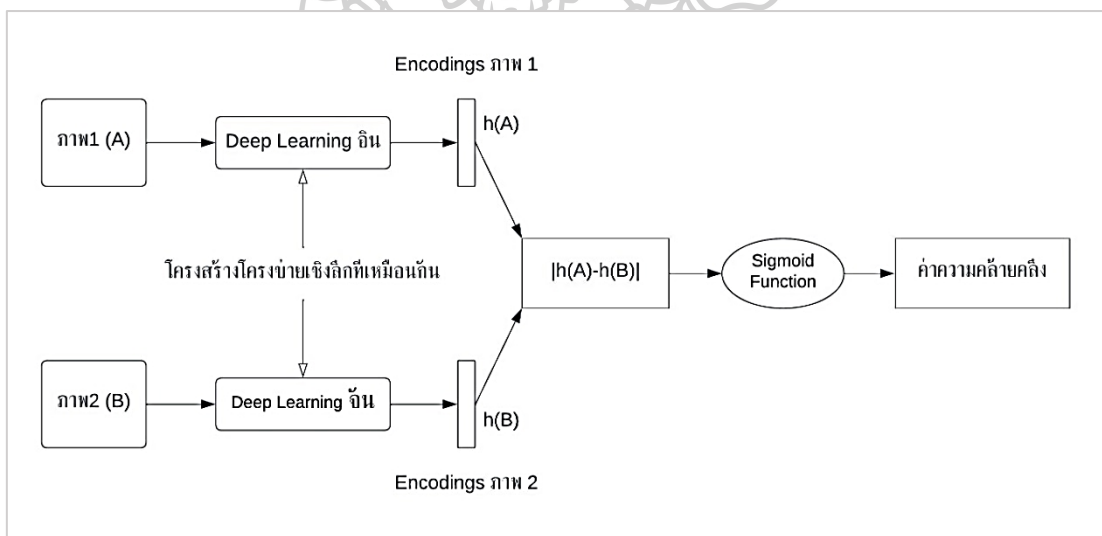 Encodings ภาพ 1
ภาพ1 (A)
Deep Learning อิน
h(A)
โครงสร้างโครงข่ายเชิงลึกที่เหมือนกัน
|h(A)-h(B)|
Sigmoid
Function
ค่าความคล้ายคลึง
ภาพ2 (B)
Deep Learning จัน
h(B)
Encodings ภาพ 2